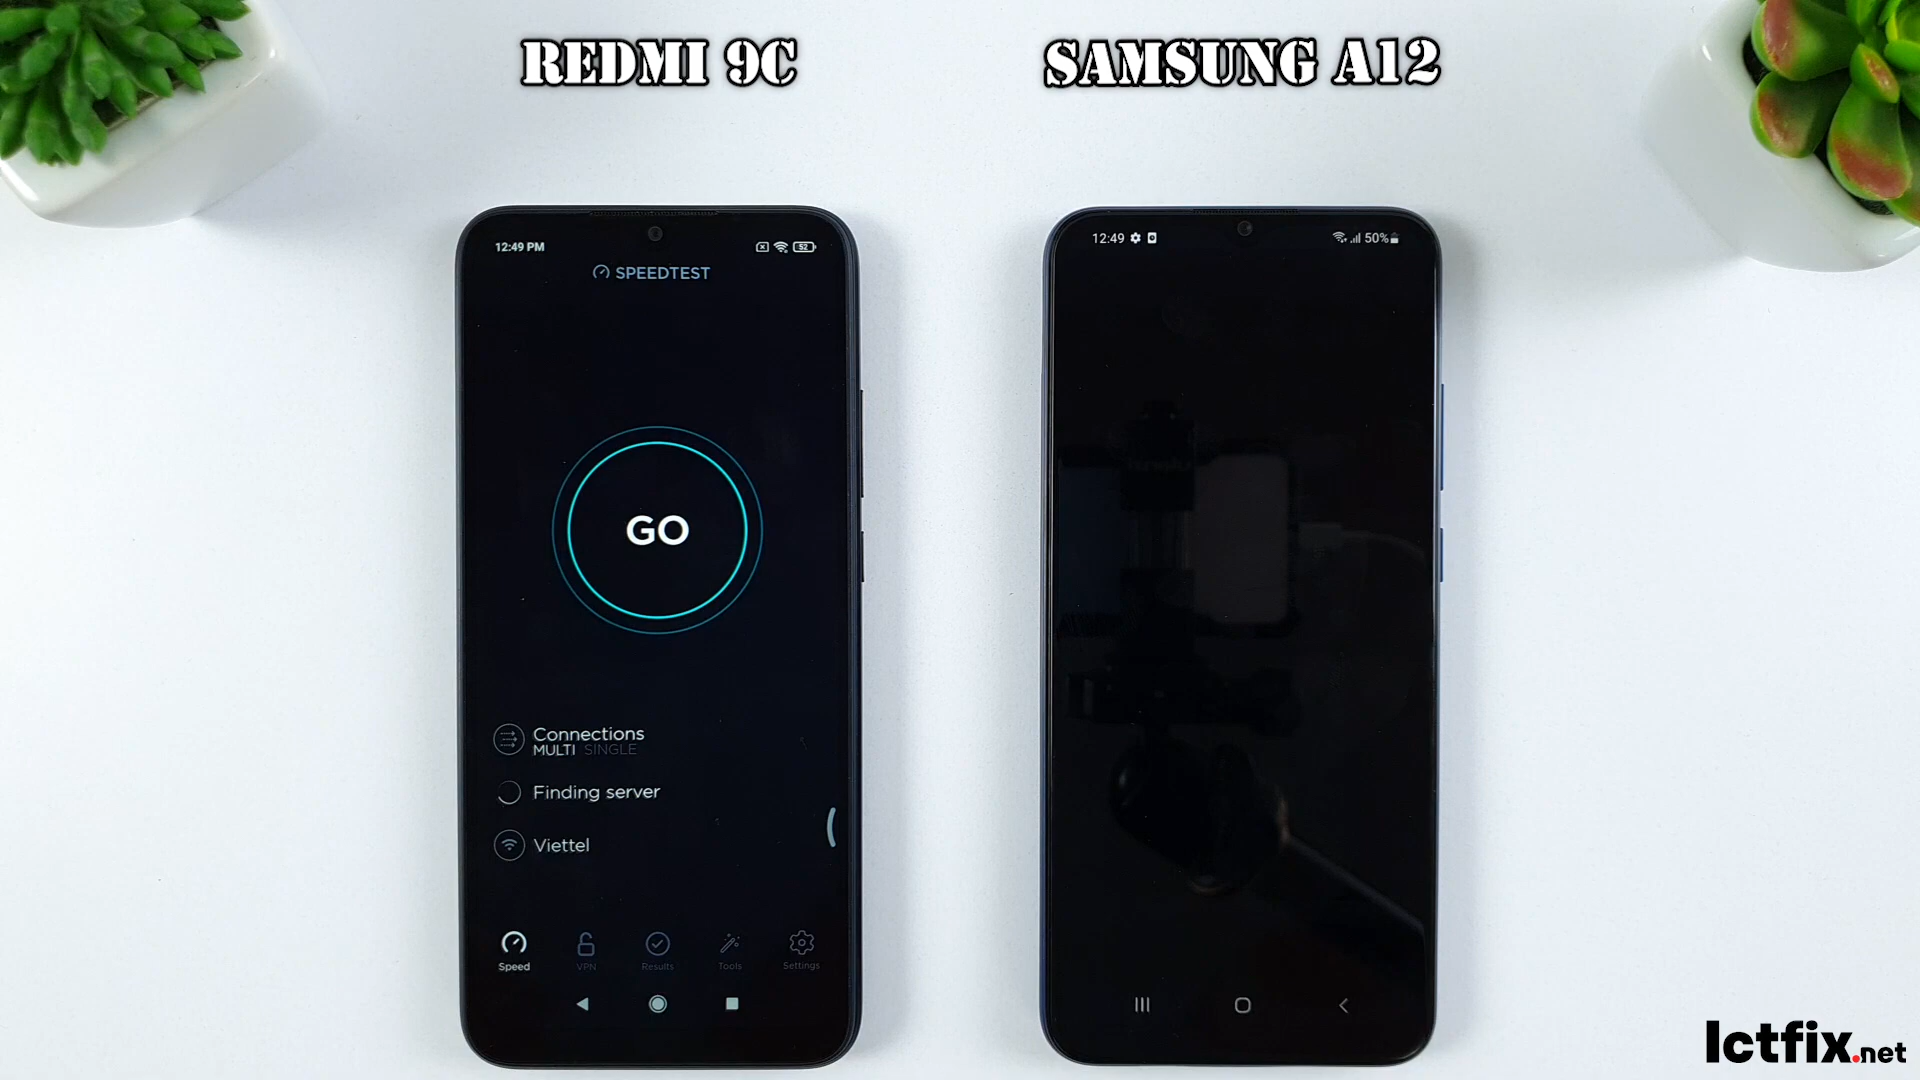 REDMI 9C
SAMSUNG A12
12:49 PM
52
SPEEDTEST
GO
Connections
MULTI SINGLE
Finding server
Viettel
Speed
VPN
Results
Tools
Settings
12:49
50%
Ictfix.net